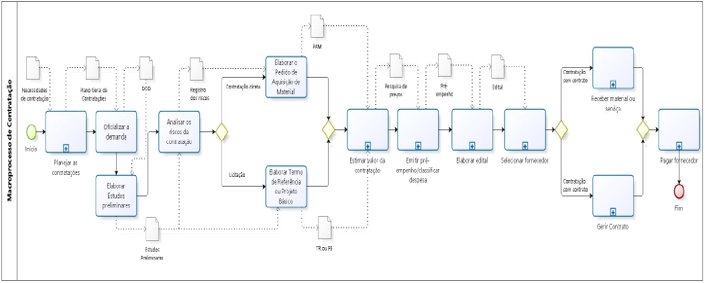 Macroprocesso de Contratação
Início
Necessidades
de contratação
Planejar as
contratações
Plano Geral de
Contratações
Oficializar a
demanda
DOD
Elaborar
Estudos
preliminares
Estudos
Preliminares
Analisar os
riscos da
contratação
Registro
dos riscos
Contratação direta
Licitação
Elaborar o
Pedido de
Aquisição de
Material
PAM
Elaborar Termo
de Referência
ou Projeto
Básico
TR ou PB
Estimar valor da
contratação
Pesquisa de
preços
Emitir pré-
empenho/classificar
despesa
Pré-
empenho
Elaborar edital
Edital
Selecionar fornecedor
Contratação
sem contrato
Receber material ou
serviço
Contratação
com contrato
Gerir Contrato
Pagar fornecedor
Fim